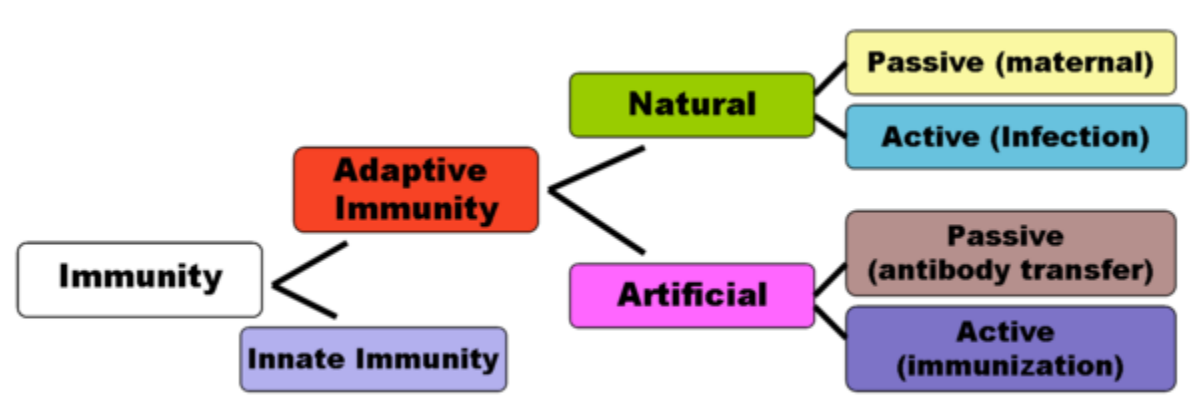 Passive (maternal)
Natural
Active (Infection)
Adaptive
Immunity
Passive
(antibody transfer)
Immunity
Artificial
Active
(immunization)
Innate Immunity